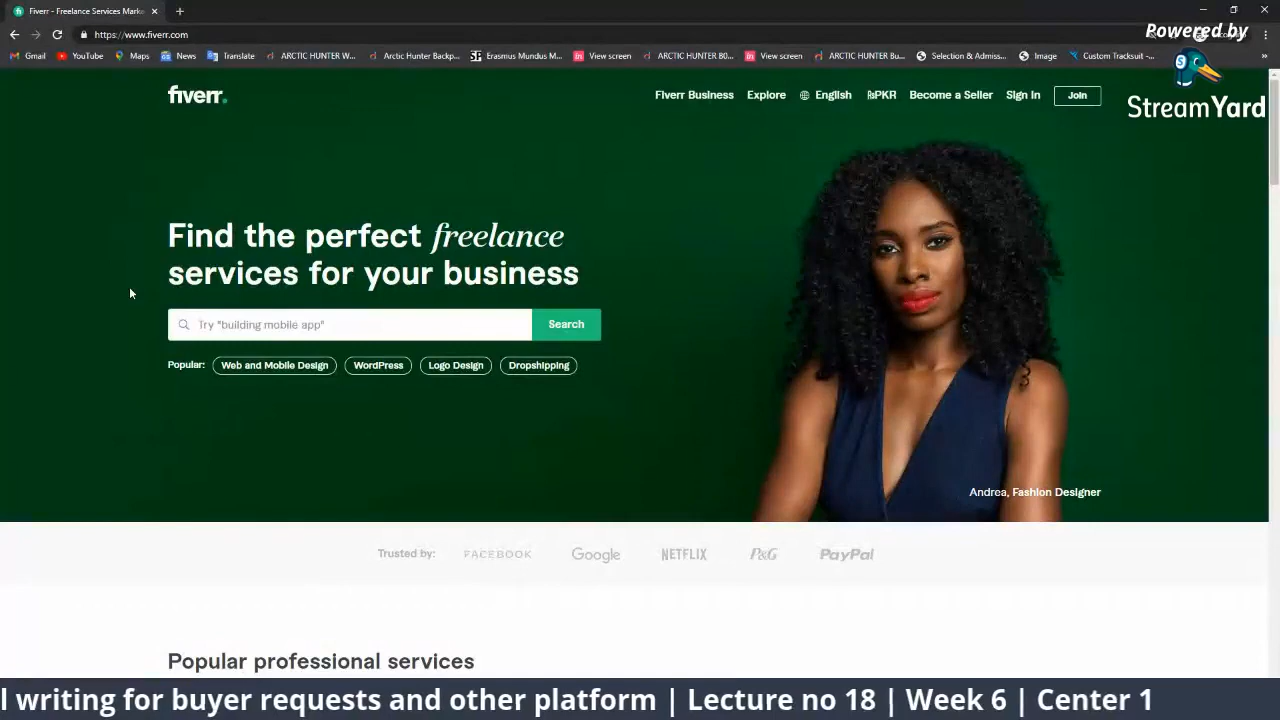 Fiverr - Freelance Services Marke
https://www.fiverr.com
Gmail YouTube Maps News Translate ARCTIC HUNTER W... Arctic Hunter Backp... Erasmus Mundus M... View screen ARCTIC HUNTER 80... View screen ARCTIC HUNTER Bu... Selection & Admiss... Image Custom Tracksuit -...
Powered by
StreamYard
fiverr.
Fiverr Business Explore English ₨PKR Become a Seller Sign In Join
Find the perfect freelance
services for your business
Try "building mobile app" Search
Popular: Web and Mobile Design WordPress Logo Design Dropshipping
Andrea, Fashion Designer
Trusted by: FACEBOOK Google NETFLIX P&G PayPal
Popular professional services
l writing for buyer requests and other platform | Lecture no 18 | Week 6 | Center 1